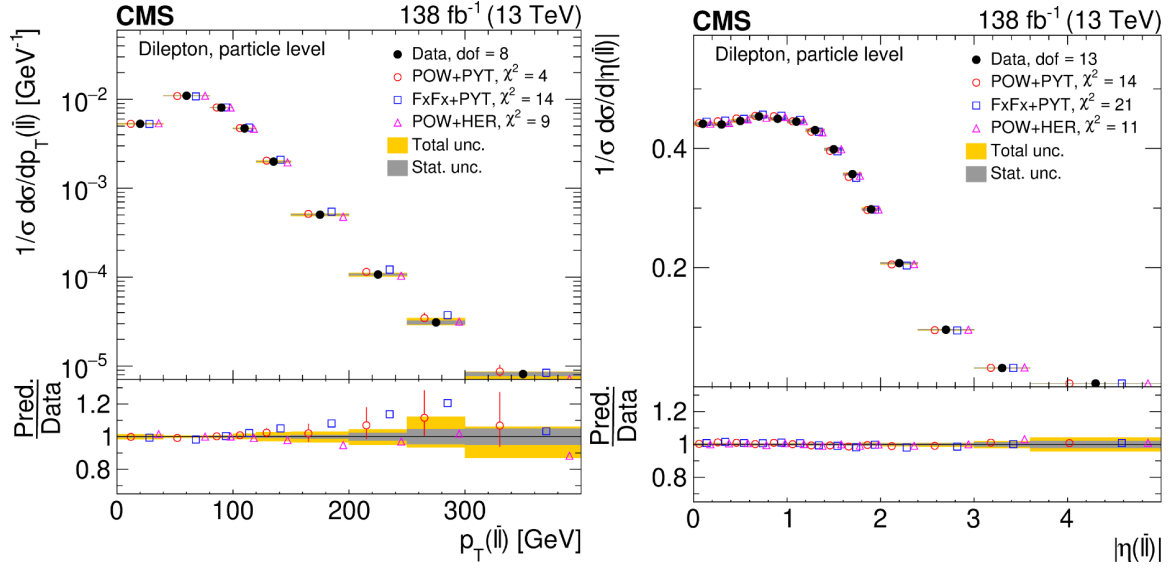 CMS 138 fb⁻¹ (13 TeV)
Dilepton, particle level
Data, dof = 8
POW+PYT, χ² = 4
FxFx+PYT, χ² = 14
POW+HER, χ² = 9
Total unc.
Stat. unc.
1/σ dσ/dp_T(ll̄) [GeV⁻¹]
10⁻²
10⁻³
10⁻⁴
10⁻⁵
Pred.
Data
1.2
1
0.8
0 100 200 300
p_T(ll̄) [GeV]
CMS 138 fb⁻¹ (13 TeV)
Dilepton, particle level
Data, dof = 13
POW+PYT, χ² = 14
FxFx+PYT, χ² = 21
POW+HER, χ² = 11
Total unc.
Stat. unc.
1/σ dσ/d|η(ll̄)|
0.4
0.2
Pred.
Data
1.2
1
0.8
0 1 2 3 4
|η(ll̄)|